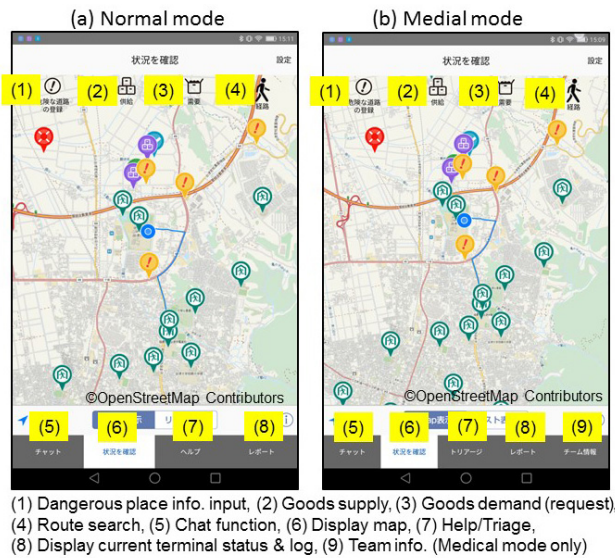 (a) Normal mode
(b) Medial mode
15:11
15:09
状況を確認
設定
状況を確認
設定
(1)
(2)
(3)
(4)
(1)
(2)
(3)
(4)
危険な道路
の登録
供給
需要
経路
危険な道路
の登録
供給
需要
経路
©OpenStreetMap Contributors
©OpenStreetMap Contributors
(5)
(6)
(7)
(8)
(5)
(6)
(7)
(8)
(9)
チャット
状況を確認
ヘルプ
レポート
チャット
状況を確認
トリアージ
レポート
チーム情報
(1) Dangerous place info. input, (2) Goods supply, (3) Goods demand (request),
(4) Route search, (5) Chat function, (6) Display map, (7) Help/Triage,
(8) Display current terminal status & log, (9) Team info. (Medical mode only)